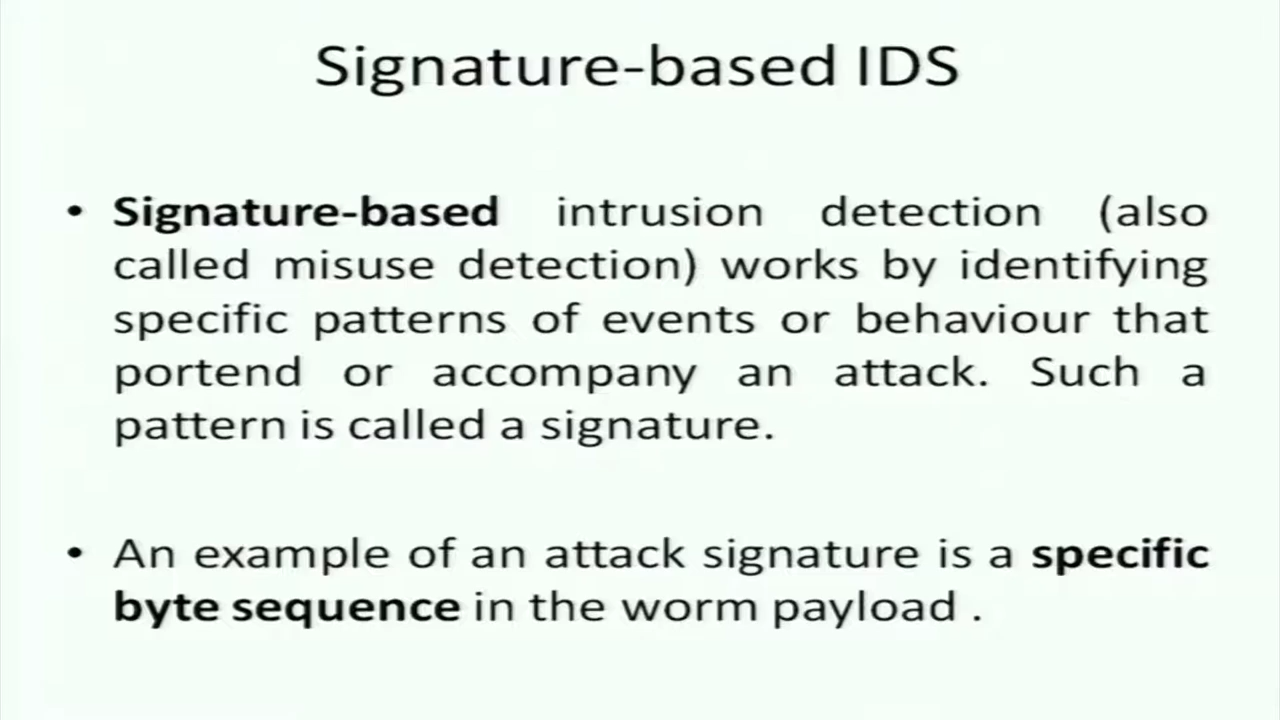 Signature-based IDS
• Signature-based intrusion detection (also
called misuse detection) works by identifying
specific patterns of events or behaviour that
portend or accompany an attack. Such a
pattern is called a signature.
• An example of an attack signature is a specific
byte sequence in the worm payload .